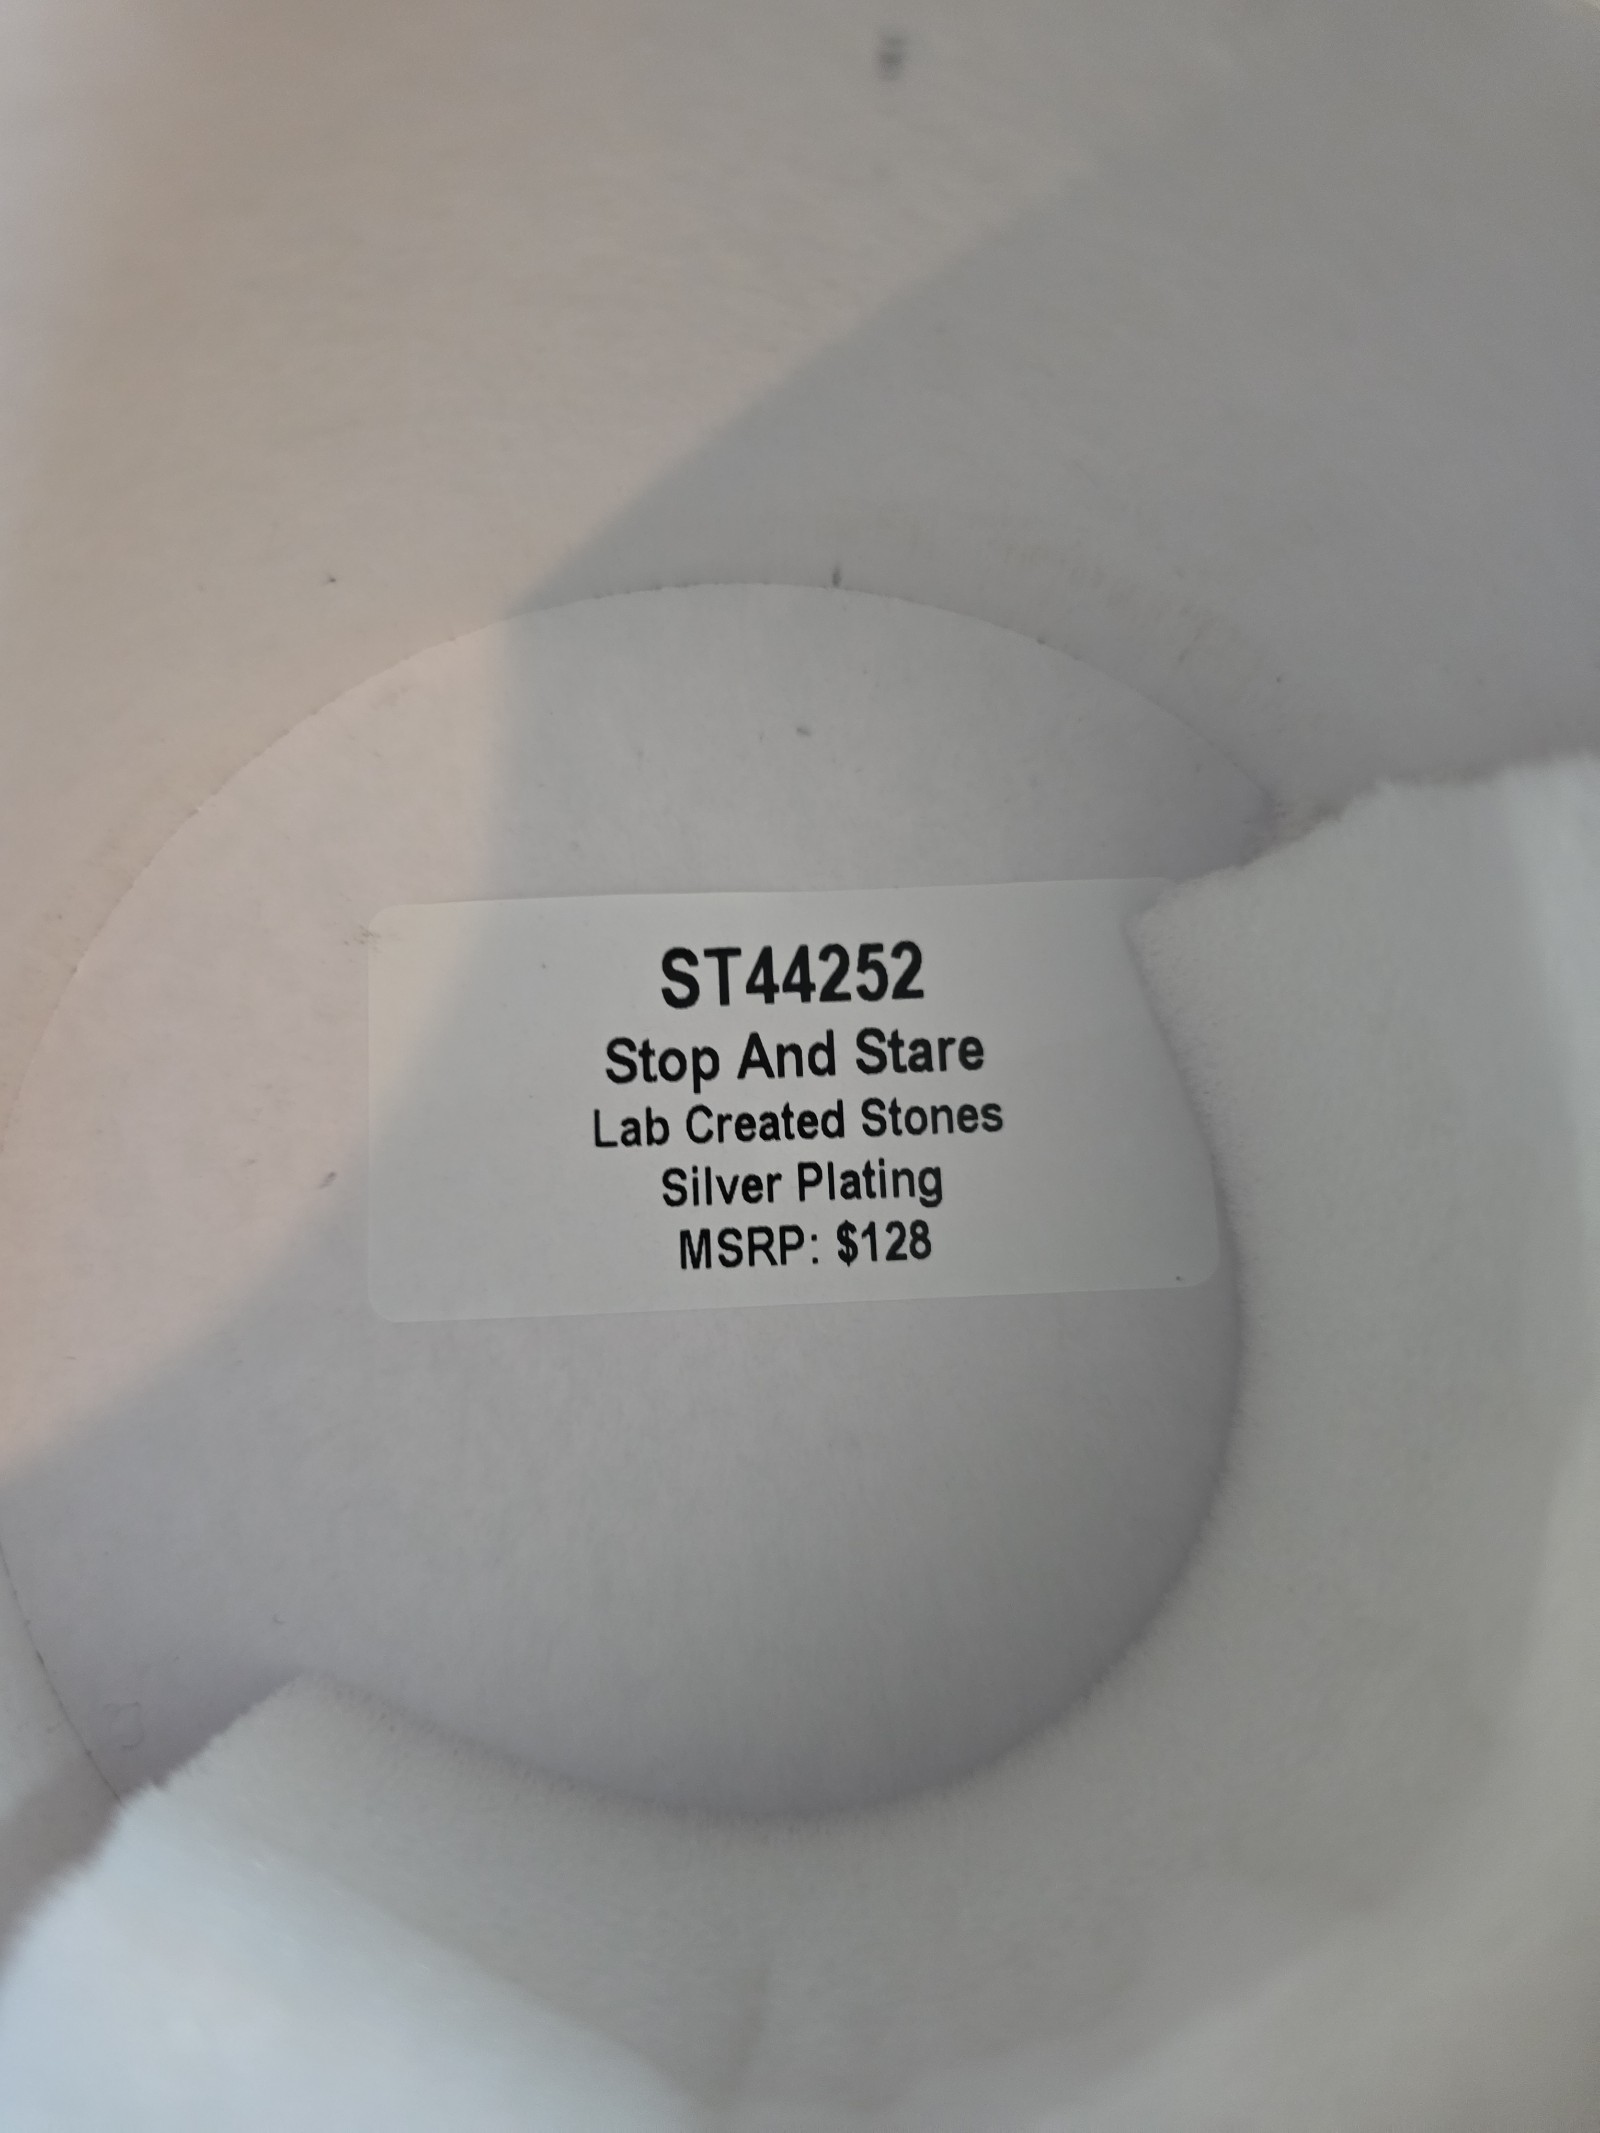 ST44252
Stop And Stare
Lab Created Stones
Silver Plating
MSRP: $128